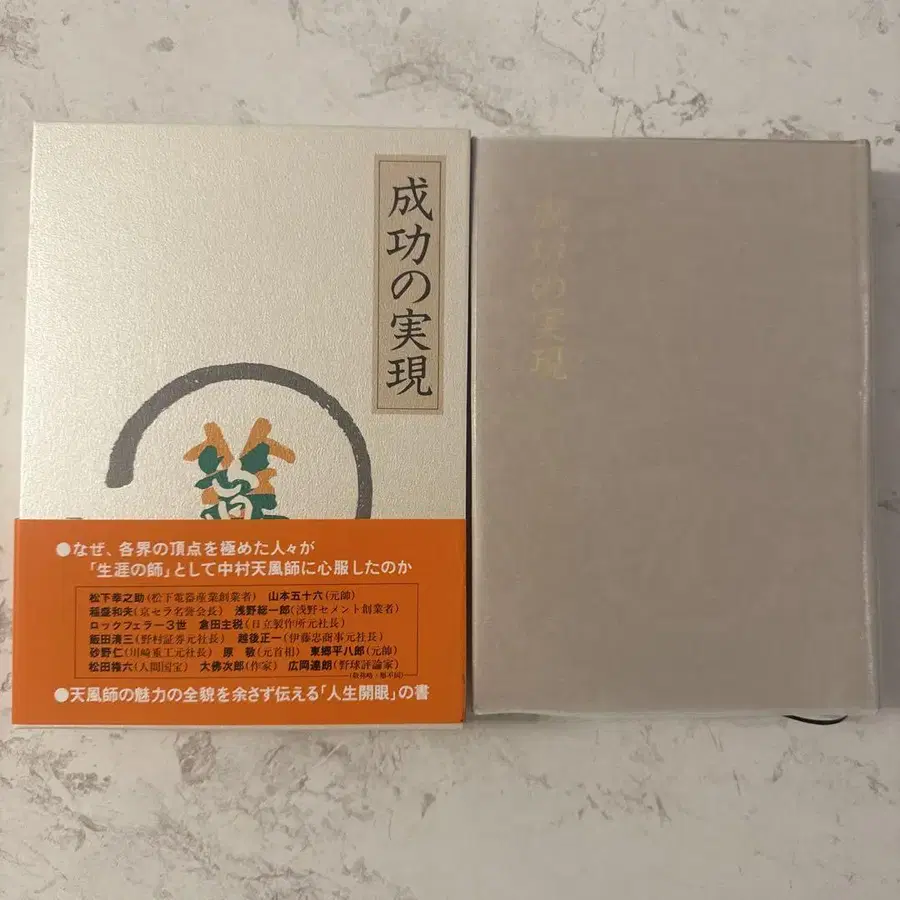 成功の実現
●なぜ、各界の頂点を極めた人々が
「生涯の師」として中村天風師に心服したのか
松下幸之助(松下電器産業創業者) 山本五十六(元帥)
稲盛和夫(京セラ名誉会長) 浅野総一郎(浅野セメント創業者)
ロックフェラー3世 倉田主税(日立製作所元社長)
飯田清三(野村証券元社長) 越後正一(伊藤忠商事元社長)
砂野仁(川崎重工元社長) 原 敬(元首相) 東郷平八郎(元帥)
松田権六(人間国宝) 大佛次郎(作家) 広岡達朗(野球評論家)
(敬称略・順不同)
●天風師の魅力の全貌を余さず伝える「人生開眼」の書
成功の実現